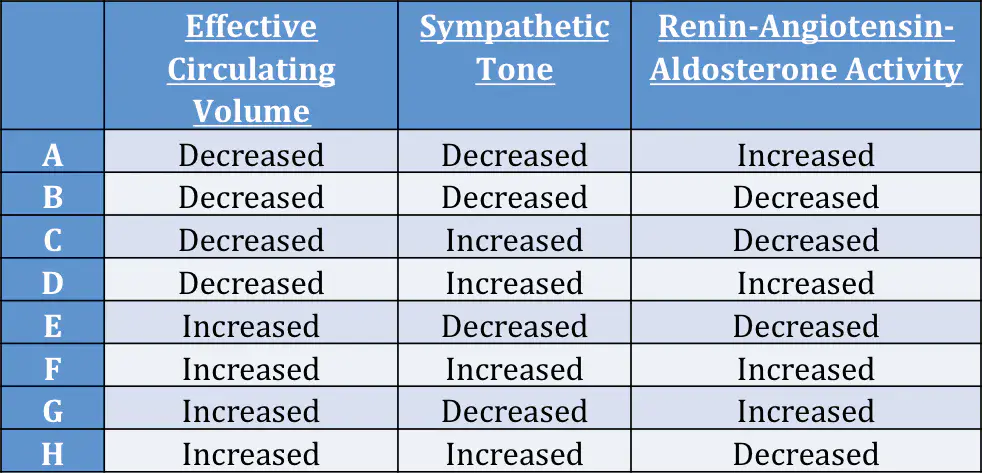 Effective Circulating Volume | Sympathetic Tone | Renin-Angiotensin-Aldosterone Activity
A | Decreased | Decreased | Increased
B | Decreased | Decreased | Decreased
C | Decreased | Increased | Decreased
D | Decreased | Increased | Increased
E | Increased | Decreased | Decreased
F | Increased | Increased | Increased
G | Increased | Decreased | Increased
H | Increased | Increased | Decreased